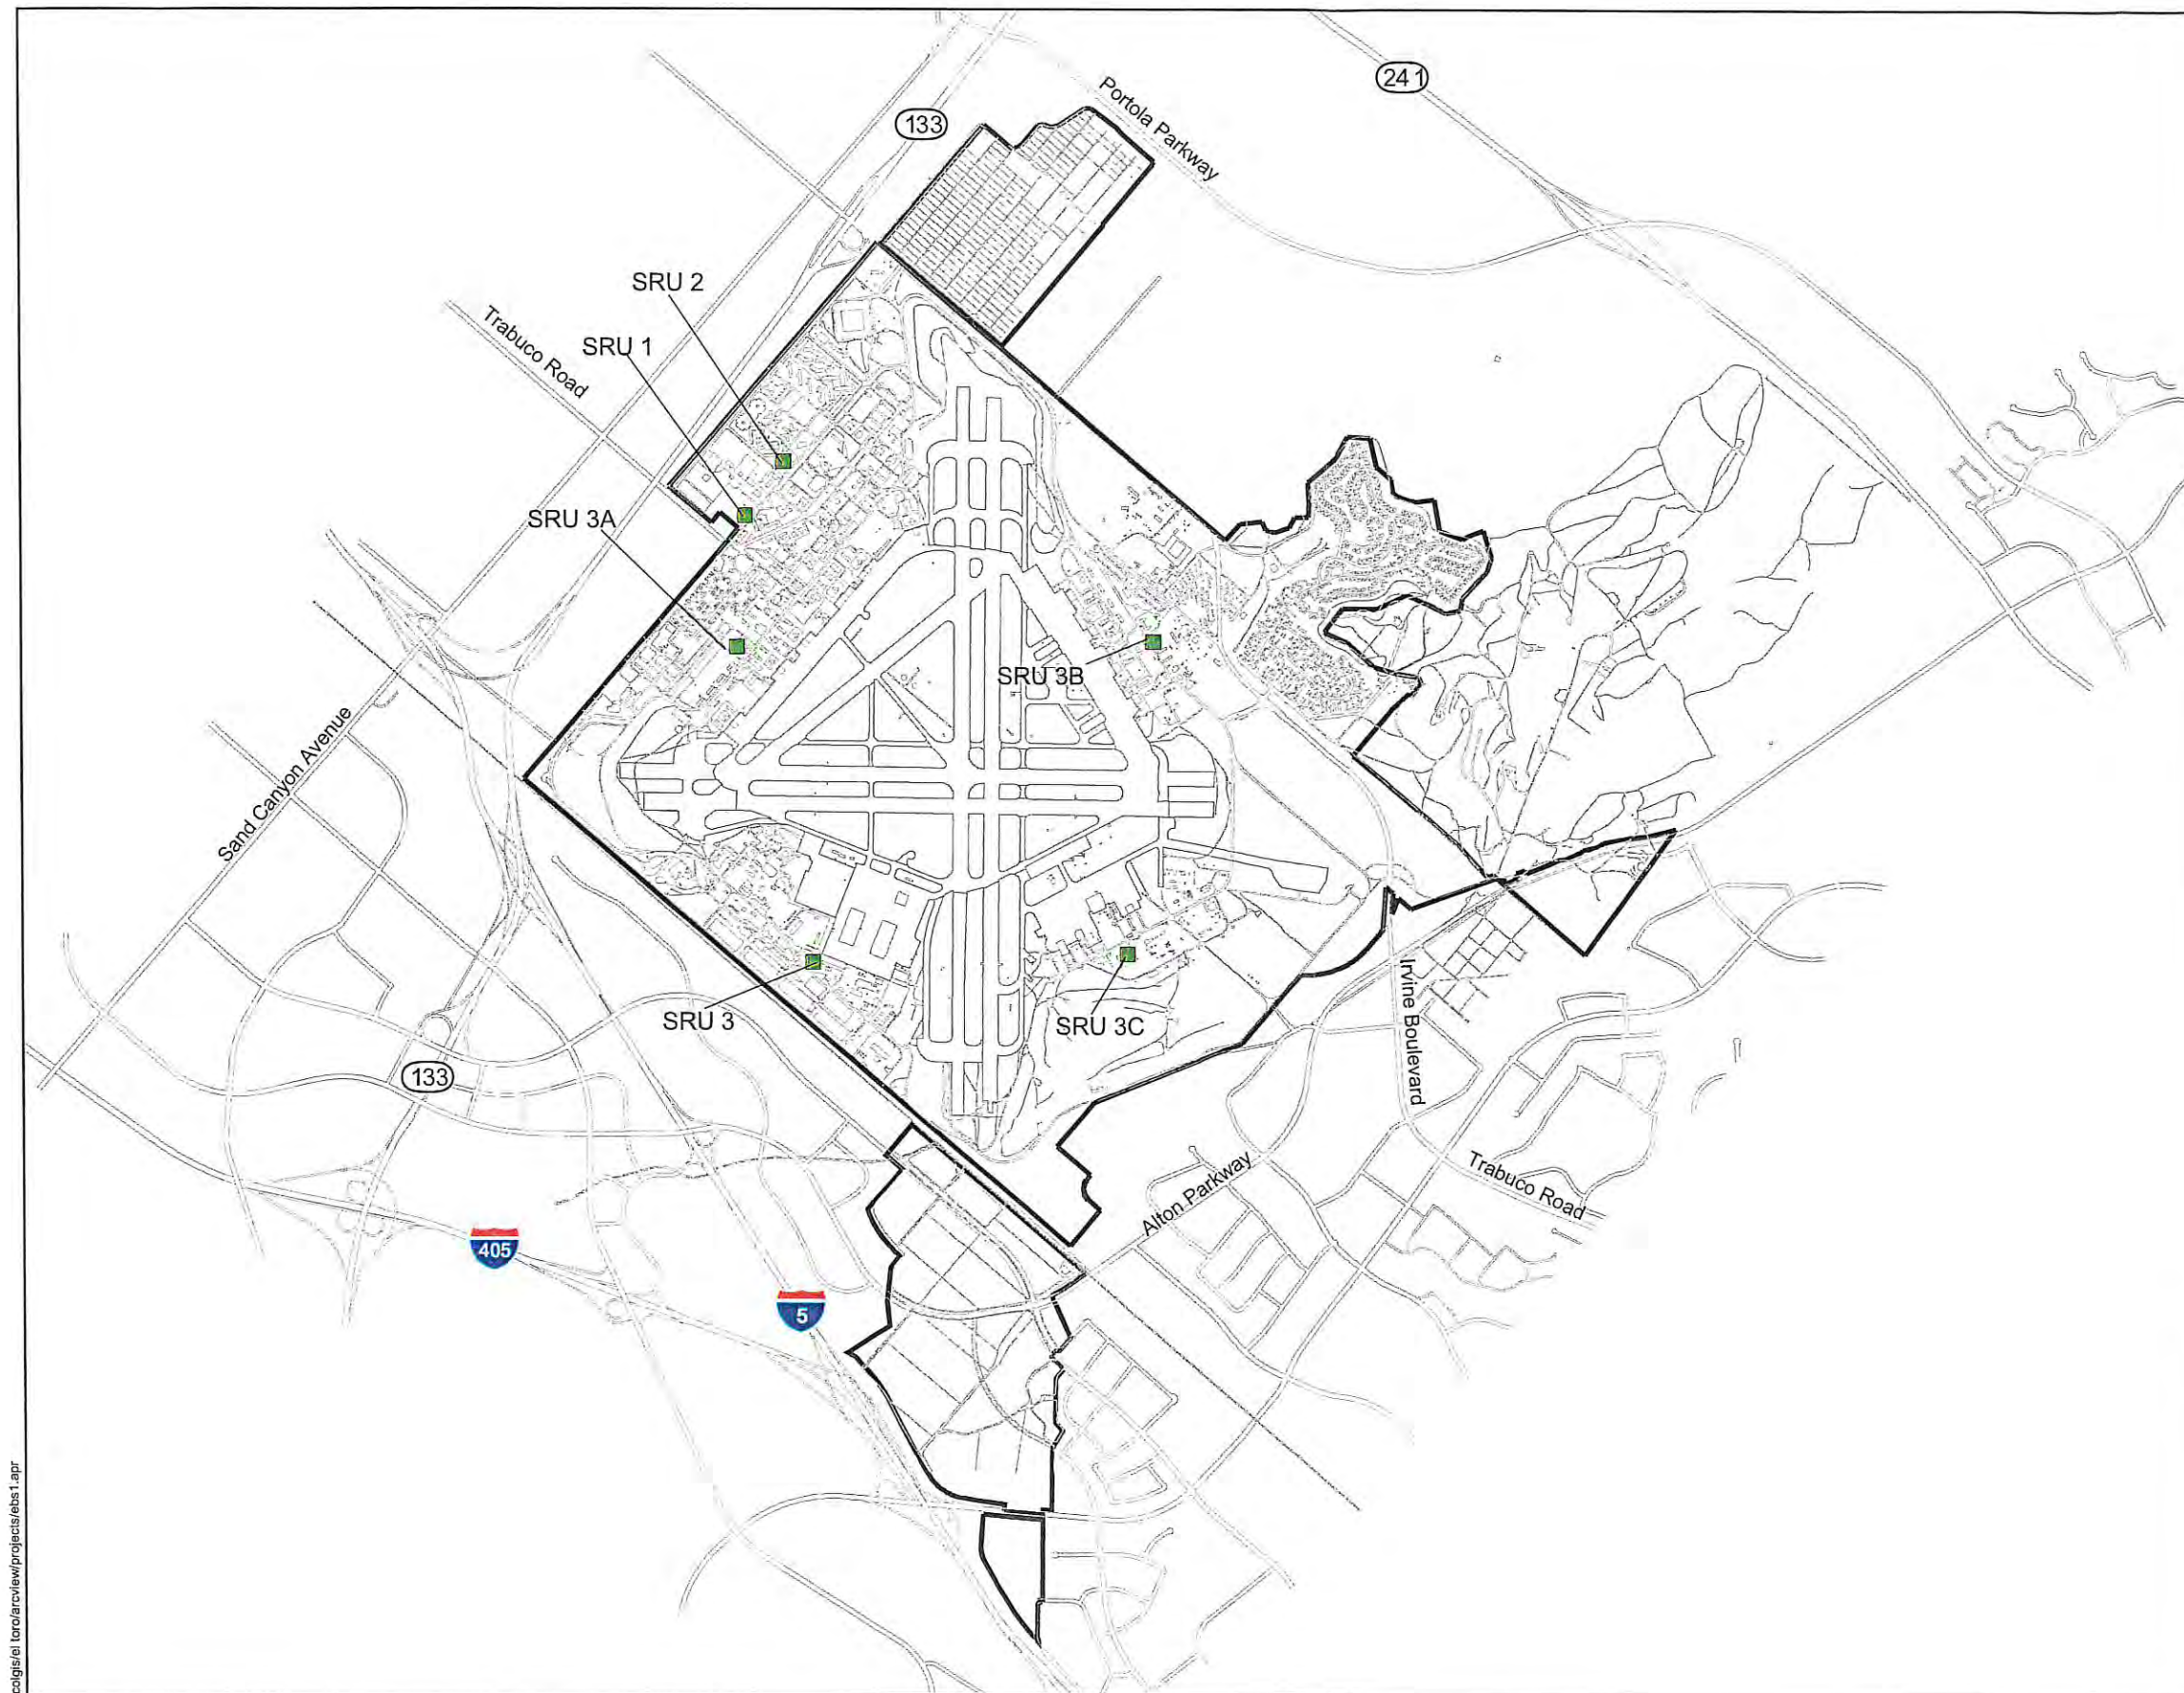 241
Portola Parkway
133
SRU 2
Trabuco Road
SRU 1
SRU 3A
SRU 3B
Sand Canyon Avenue
SRU 3
SRU 3C
Irvine Boulevard
133
Alton Parkway
Trabuco Road
405
5
colgis/el toro/arcview/projects/ebs1.apr